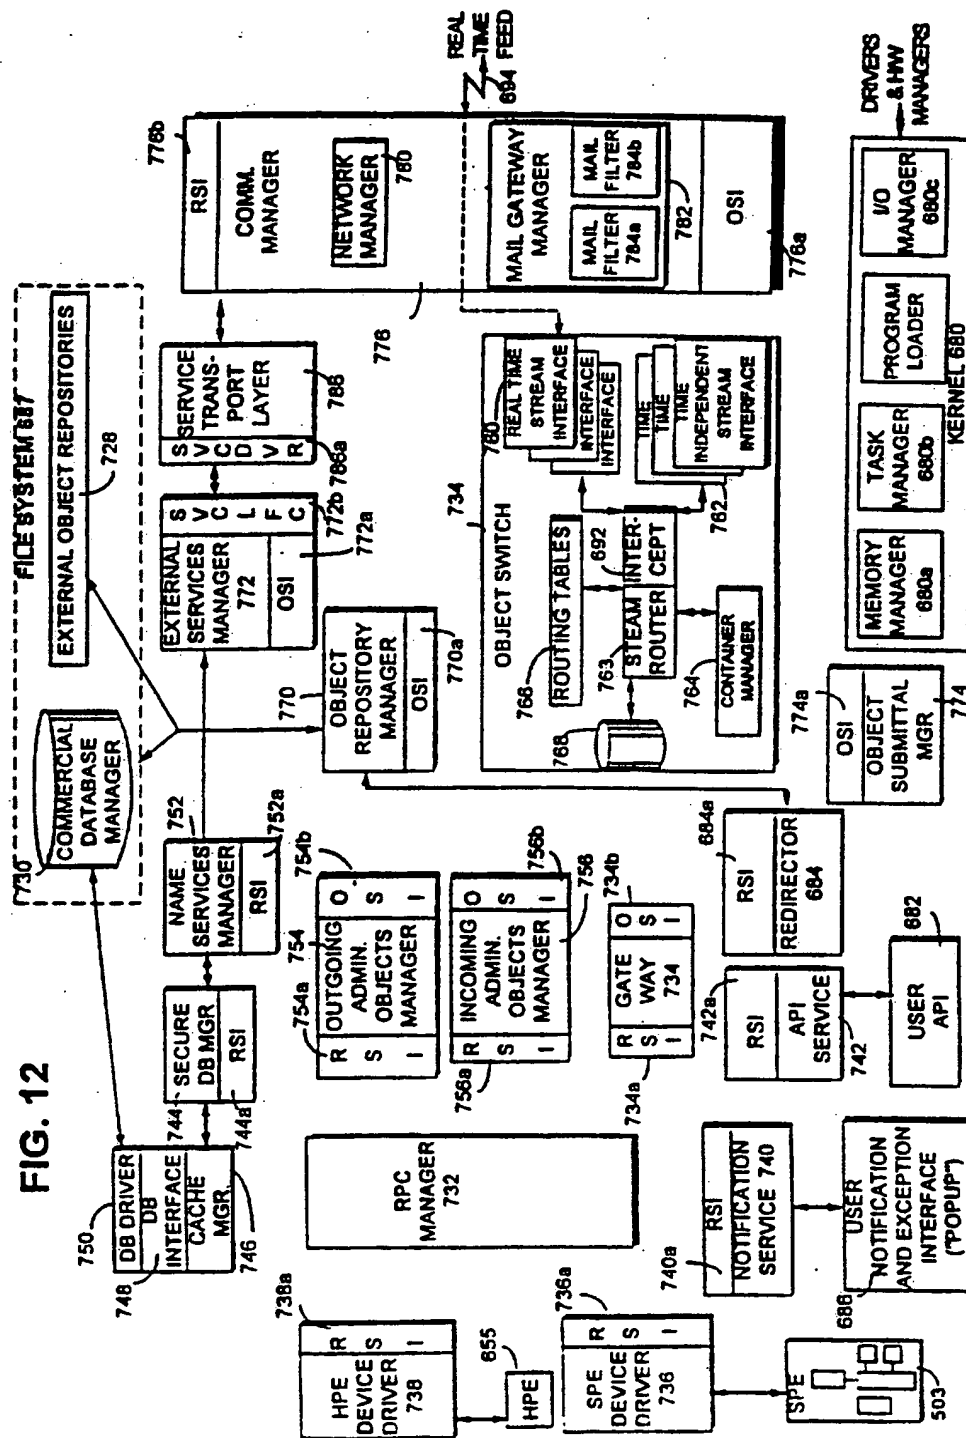 FIG. 12
FILE SYSTEM 687
730
COMMERCIAL
DATABASE
MANAGER
EXTERNAL OBJECT REPOSITORIES
728
750
DB DRIVER
DB
INTERFACE
748
CACHE
MGR.
746
744
SECURE
DB MGR
RSI
744a
752
NAME
SERVICES
MANAGER
RSI
752a
EXTERNAL
SERVICES
MANAGER
772
OSI
772a
S
V
C
L
F
C
772b
S
V
C
D
V
R
786a
SERVICE
TRANS-
PORT
LAYER
786
776b
RSI
COMM.
MANAGER
NETWORK
MANAGER
780
776
MAIL GATEWAY
MANAGER
MAIL
FILTER
784a
MAIL
FILTER
784b
782
OSI
776a
REAL
TIME
FEED
694
738a
HPE
DEVICE
DRIVER
738
R
S
I
655
HPE
736a
SPE
DEVICE
DRIVER
736
R
S
I
SPE
503
RPC
MANAGER
732
754a
754
754b
R
S
I
OUTGOING
ADMIN.
OBJECTS
MANAGER
O
S
I
756a
R
S
I
INCOMING
ADMIN.
OBJECTS
MANAGER
O
S
I
756b
756
734a
R
S
I
GATE
WAY
734
O
S
I
734b
770
OBJECT
REPOSITORY
MANAGER
OSI
770a
734
OBJECT SWITCH
766
ROUTING TABLES
763
STEAM
ROUTER
692
INTER-
CEPT
764
CONTAINER
MANAGER
768
780
REAL TIME
STREAM
INTERFACE
INTERFACE
INTERFACE
TIME
TIME
TIME
INDEPENDENT
STREAM
INTERFACE
762
740a
RSI
NOTIFICATION
SERVICE 740
USER
NOTIFICATION
AND EXCEPTION
INTERFACE
("POPUP")
686
742a
RSI
API
SERVICE
742
USER
API
682
684a
RSI
REDIRECTOR
684
774a
OSI
OBJECT
SUBMITTAL
MGR
774
MEMORY
MANAGER
680a
TASK
MANAGER
680b
PROGRAM
LOADER
I/O
MANAGER
680c
KERNEL 680
DRIVERS
& H/W
MANAGERS